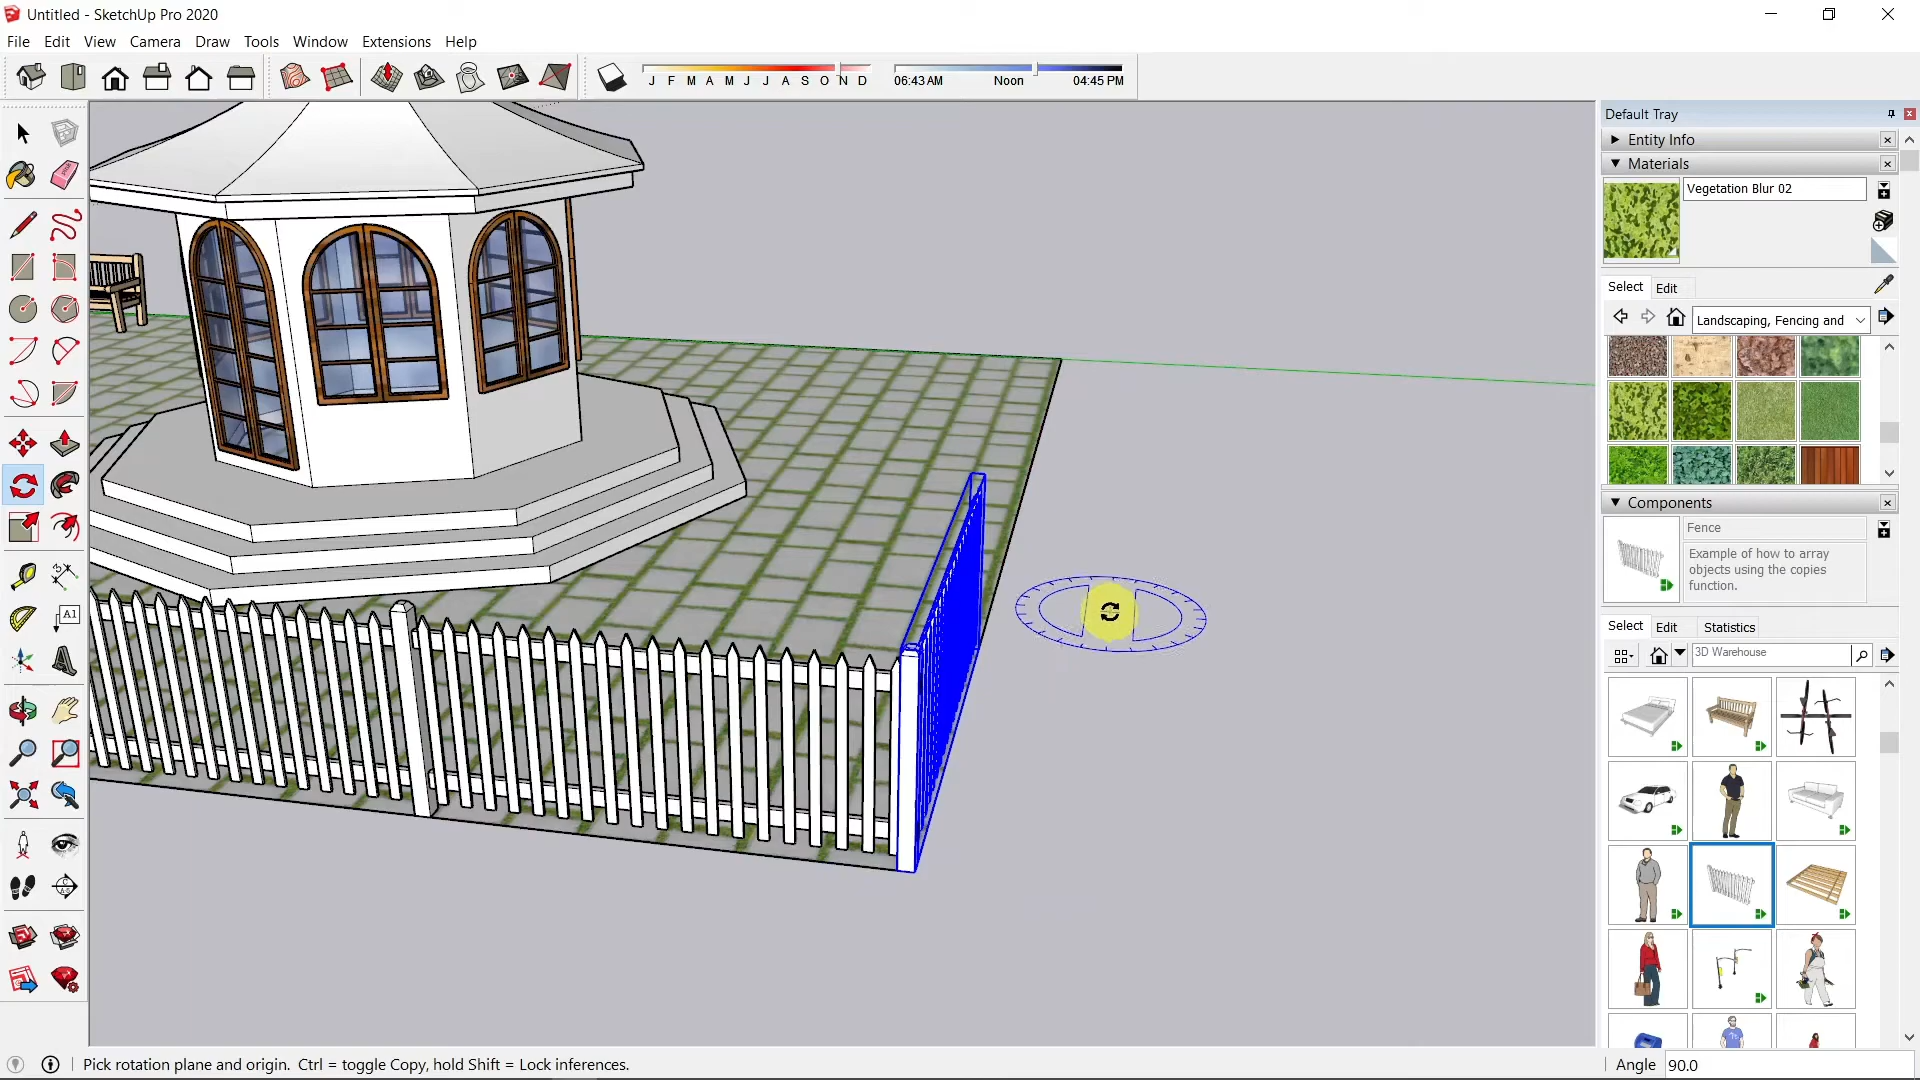 Untitled - SketchUp Pro 2020
File Edit View Camera Draw Tools Window Extensions Help
J F M A M J J A S O N D
06:43 AM Noon 04:45 PM
Default Tray
Entity Info
Materials
Vegetation Blur 02
Select Edit
Landscaping, Fencing and
Components
Fence
Example of how to array
objects using the copies
function.
Select Edit Statistics
3D Warehouse
A1
Pick rotation plane and origin. Ctrl = toggle Copy, hold Shift = Lock inferences.
Angle 90.0